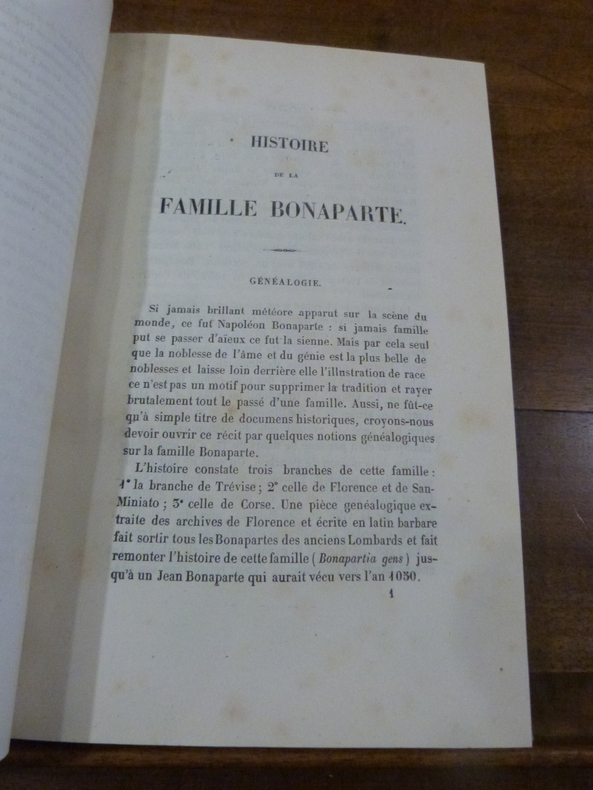 HISTOIRE
DE LA
FAMILLE BONAPARTE.
GÉNÉALOGIE.
Si jamais brillant météore apparut sur la scène du
monde, ce fut Napoléon Bonaparte : si jamais famille
put se passer d'aïeux ce fut la sienne. Mais par cela seul
que la noblesse de l'âme et du génie est la plus belle de
noblesses et laisse loin derrière elle l'illustration de race
ce n'est pas un motif pour supprimer la tradition et rayer
brutalement tout le passé d'une famille. Aussi, ne fût-ce
qu'à simple titre de documens historiques, croyons-nous
devoir ouvrir ce récit par quelques notions généalogiques
sur la famille Bonaparte.
L'histoire constate trois branches de cette famille :
1° la branche de Trévise ; 2° celle de Florence et de San-
Miniato ; 3° celle de Corse. Une pièce genéalogique ex-
traite des archives de Florence et écrite en latin barbare
fait sortir tous les Bonapartes des anciens Lombards et fait
remonter l'histoire de cette famille ( Bonapartia gens ) jus-
qu'à un Jean Bonaparte qui aurait vécu vers l'an 1050.
1